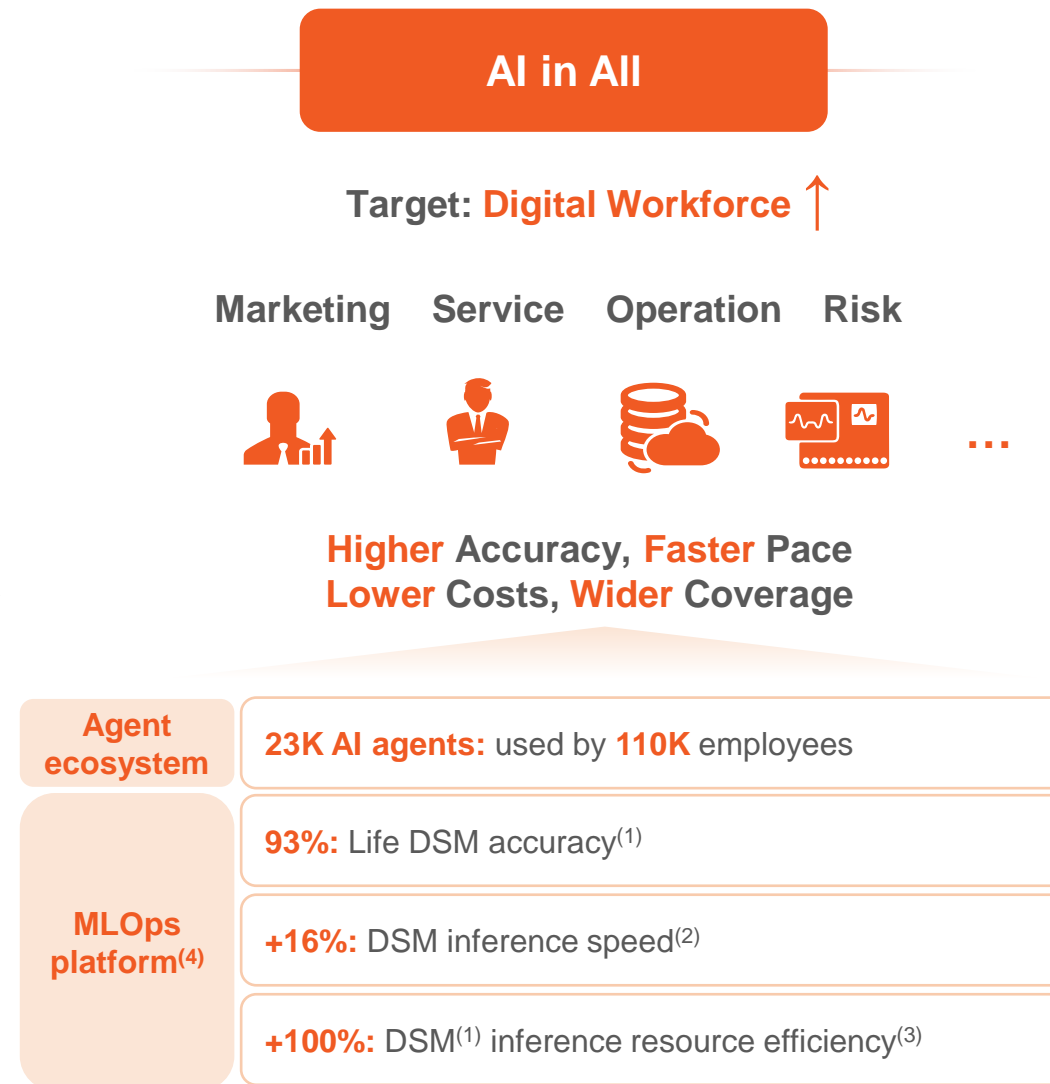 AI in All
Target: Digital Workforce ↑
Marketing Service Operation Risk
...
Higher Accuracy, Faster Pace
Lower Costs, Wider Coverage
Agent
ecosystem
23K AI agents: used by 110K employees
MLOps
platform(4)
93%: Life DSM accuracy(1)
+16%: DSM inference speed(2)
+100%: DSM(1) inference resource efficiency(3)